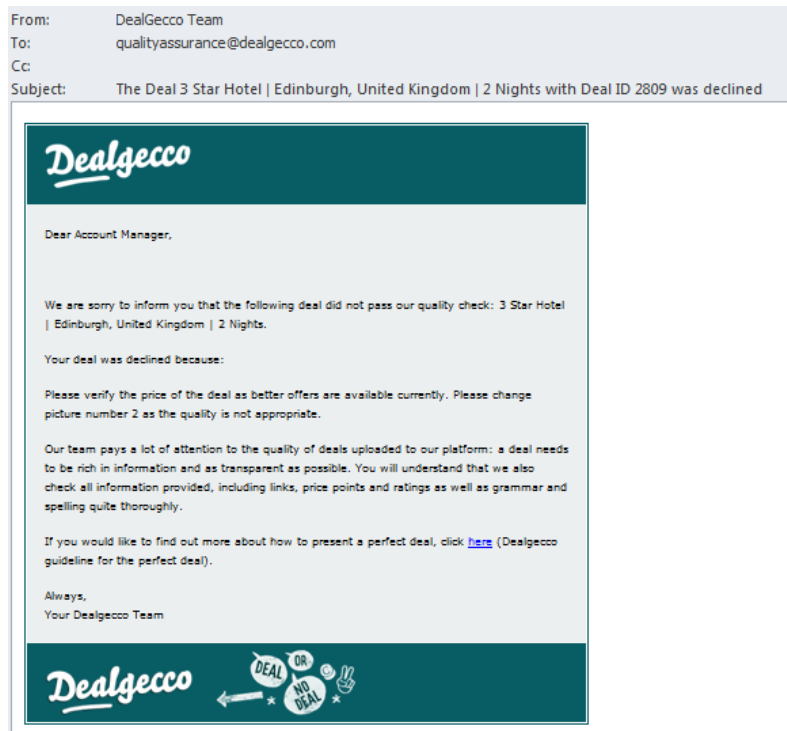 From: DealGecco Team
To: qualityassurance@dealgecco.com
Cc:
Subject: The Deal 3 Star Hotel | Edinburgh, United Kingdom | 2 Nights with Deal ID 2809 was declined
Dealgecco
Dear Account Manager,
We are sorry to inform you that the following deal did not pass our quality check: 3 Star Hotel
| Edinburgh, United Kingdom | 2 Nights.
Your deal was declined because:
Please verify the price of the deal as better offers are available currently. Please change
picture number 2 as the quality is not appropriate.
Our team pays a lot of attention to the quality of deals uploaded to our platform: a deal needs
to be rich in information and as transparent as possible. You will understand that we also
check all information provided, including links, price points and ratings as well as grammar and
spelling quite thoroughly.
If you would like to find out more about how to present a perfect deal, click here (Dealgecco
guideline for the perfect deal).
Always,
Your Dealgecco Team
Dealgecco
DEAL
OR
NO
DEAL